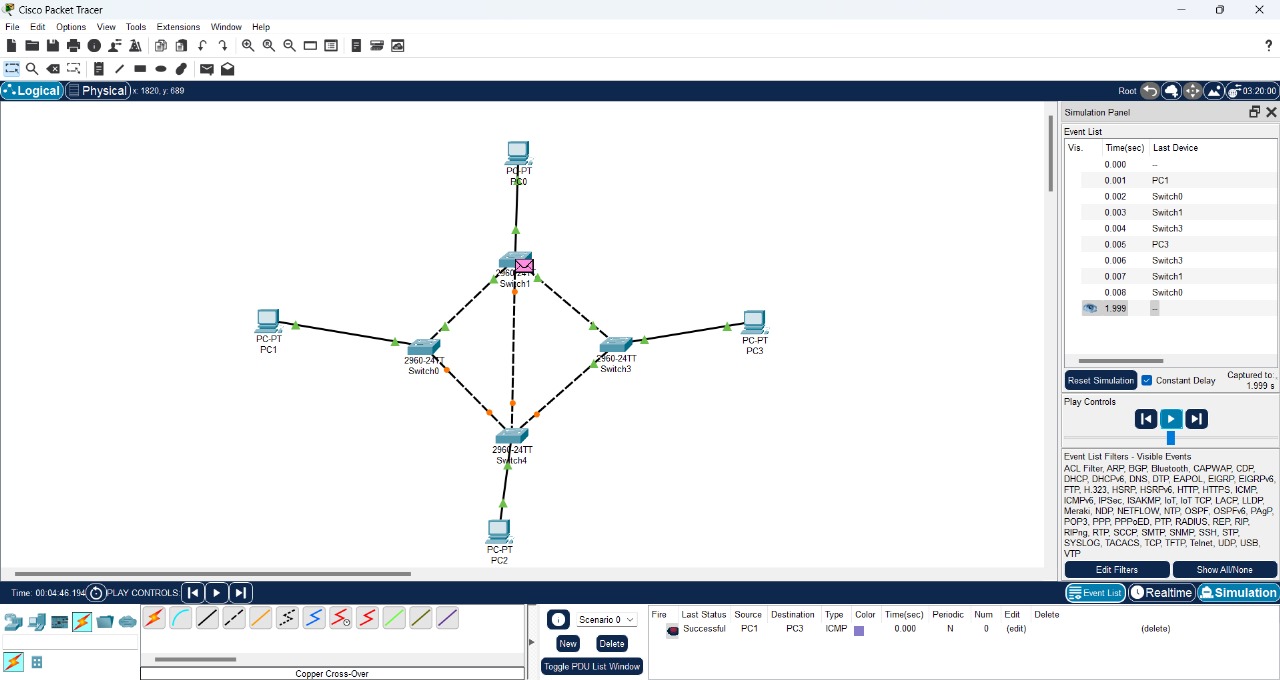 Cisco Packet Tracer
File Edit Options View Tools Extensions Window Help
?
Logical Physical x: 1820, y: 689
Root 03:20:00
Simulation Panel
Event List
Vis. Time(sec) Last Device
0.000 --
0.001 PC1
0.002 Switch0
0.003 Switch1
0.004 Switch3
0.005 PC3
0.006 Switch3
0.007 Switch1
0.008 Switch0
1.999 --
Reset Simulation Constant Delay Captured to:
1.999 s
Play Controls
Event List Filters - Visible Events
ACL Filter, ARP, BGP, Bluetooth, CAPWAP, CDP,
DHCP, DHCPv6, DNS, DTP, EAPOL, EIGRP, EIGRPv6,
FTP, H.323, HSRP, HSRPv6, HTTP, HTTPS, ICMP,
ICMPv6, IPSec, ISAKMP, IoT, IoT TCP, LACP, LLDP,
Meraki, NDP, NETFLOW, NTP, OSPF, OSPFv6, PAgP,
POP3, PPP, PPPoED, PTP, RADIUS, REP, RIP,
RIPng, RTP, SCCP, SMTP, SNMP, SSH, STP,
SYSLOG, TACACS, TCP, TFTP, Telnet, UDP, USB,
VTP
Edit Filters Show All/None
PC-PT
PC0
2960-24TT
Switch1
PC-PT
PC1
2960-24TT
Switch0
2960-24TT
Switch3
PC-PT
PC3
2960-24TT
Switch4
PC-PT
PC2
Time: 00:04:46.194 PLAY CONTROLS:
Event List Realtime Simulation
Copper Cross-Over
Scenario 0
New Delete
Toggle PDU List Window
Fire Last Status Source Destination Type Color Time(sec) Periodic Num Edit Delete
Successful PC1 PC3 ICMP 0.000 N 0 (edit) (delete)